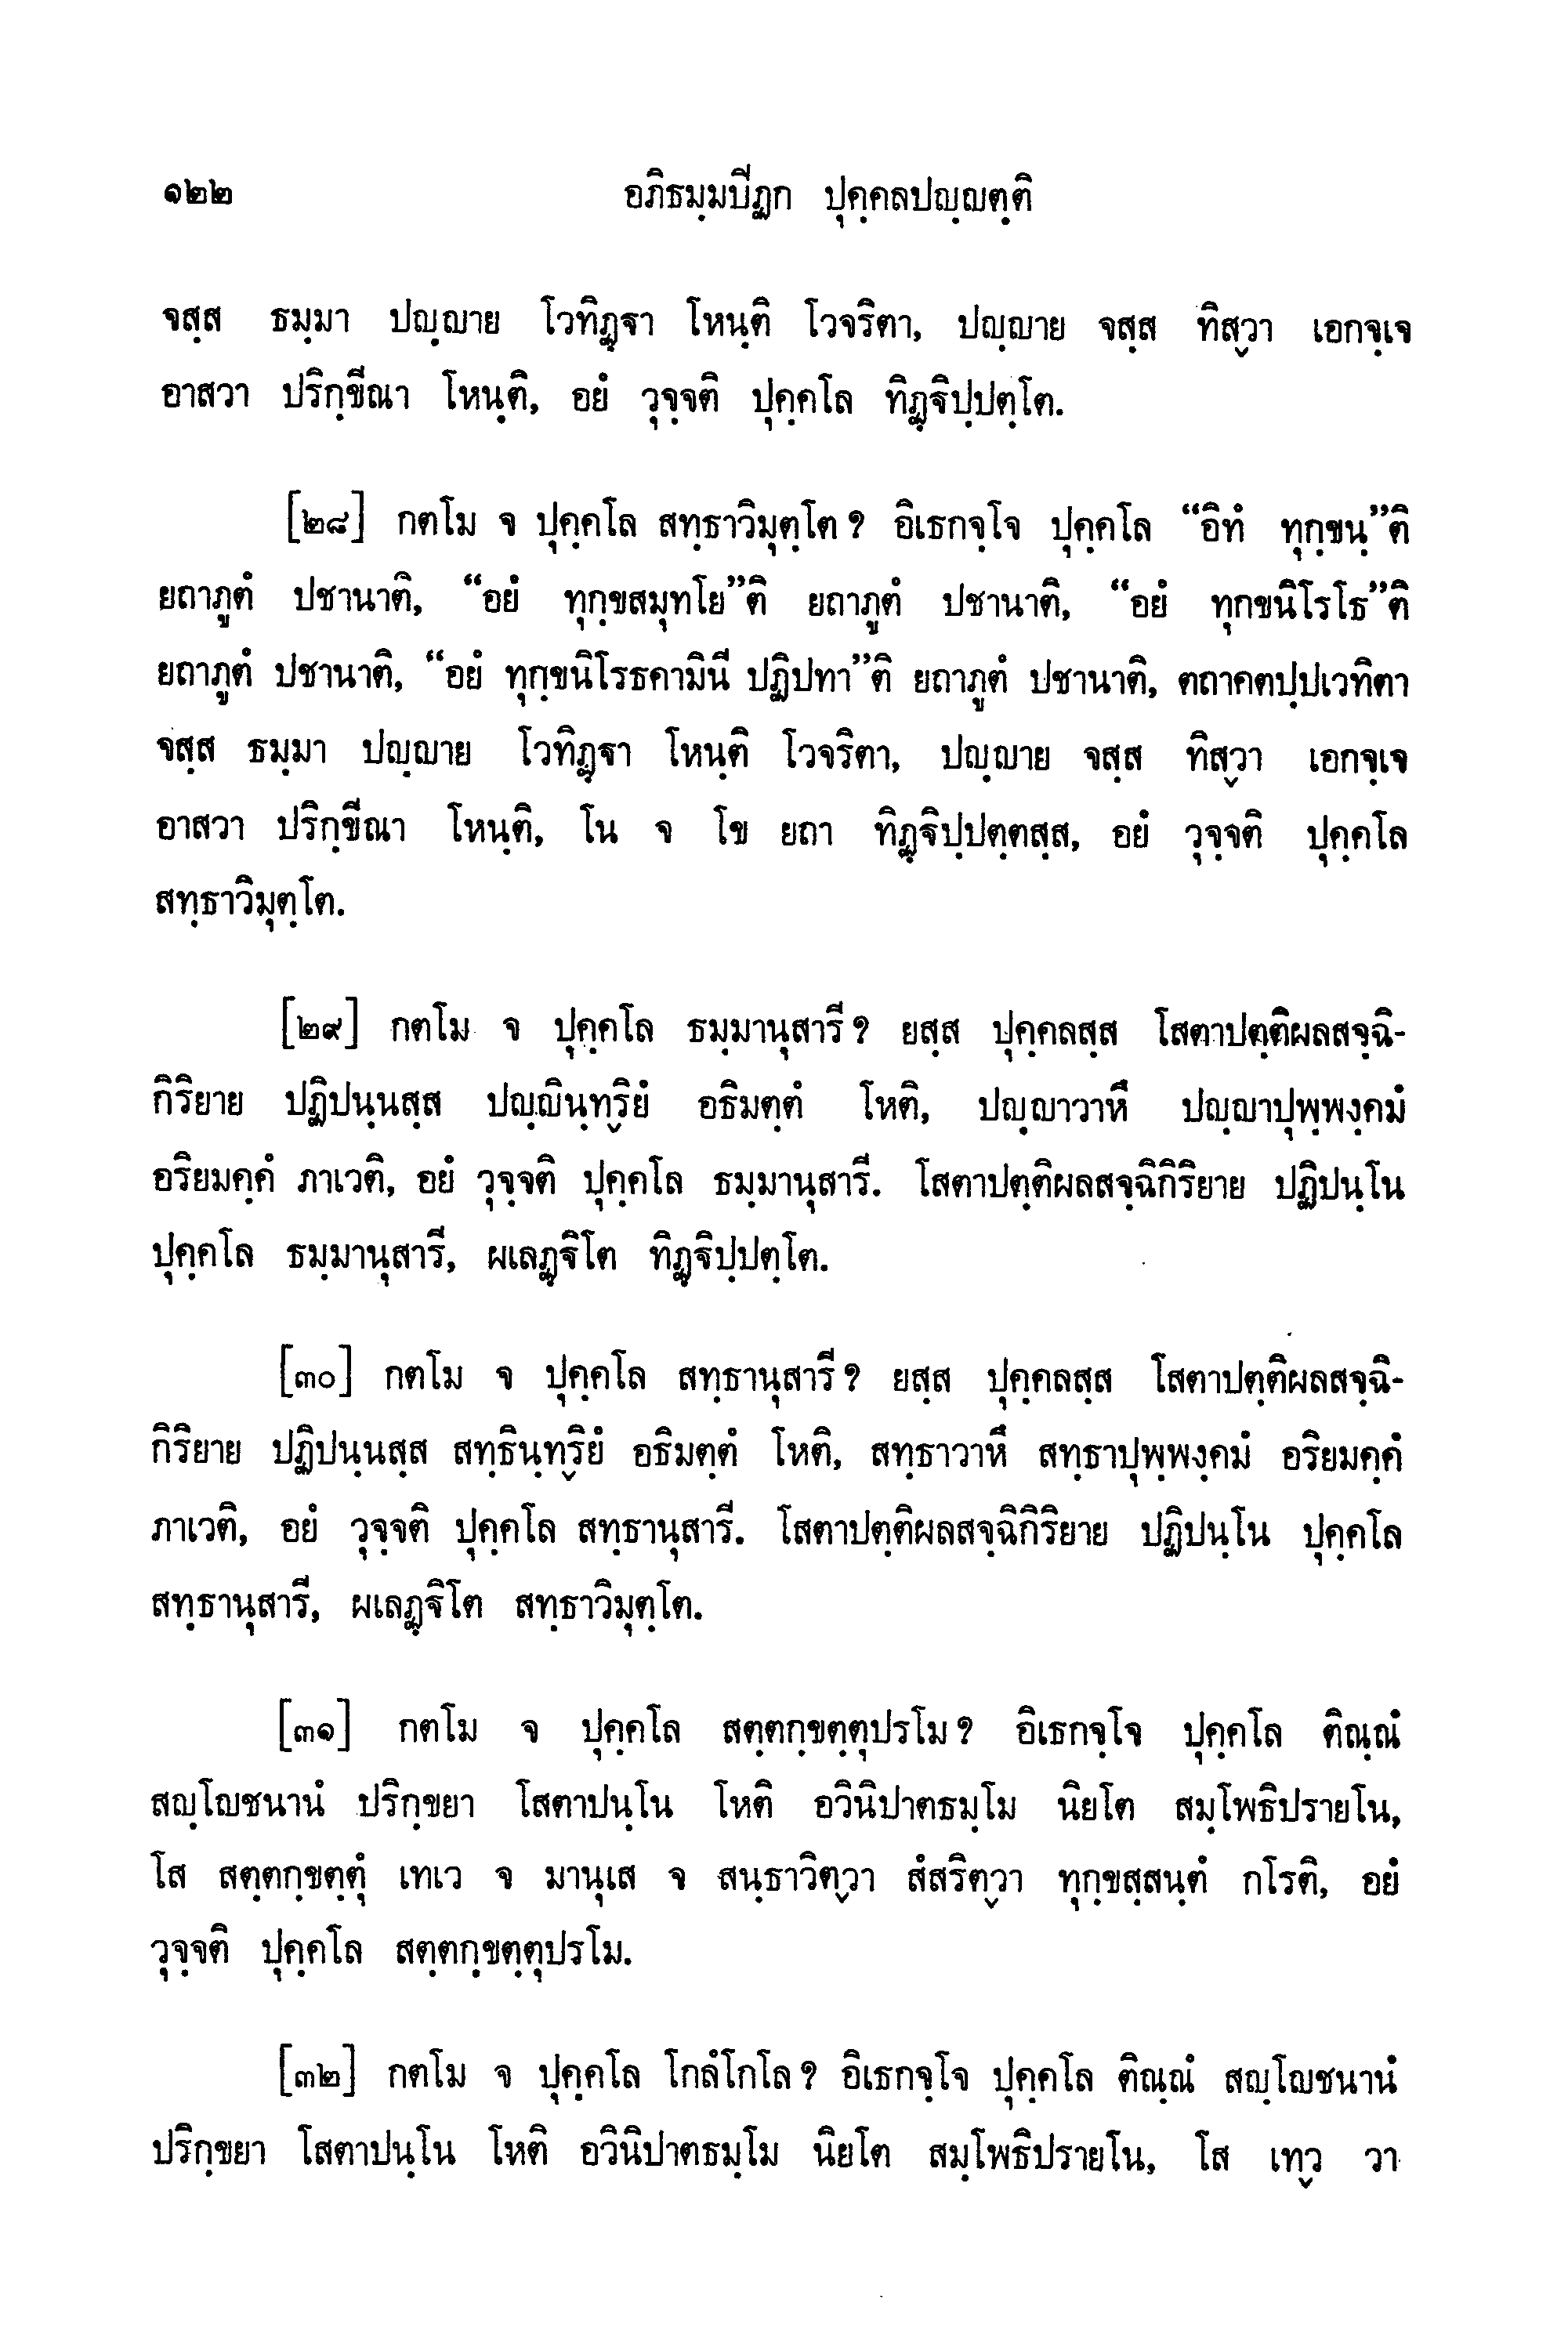 ๑๒๒ อภิธมฺมปิฏก ปุคฺคลปญฺญตฺติ
จสฺส ธมฺมา ปญฺญาย โวทิฏฺฐา โหนฺติ โวจริตา, ปญฺญาย จสฺส ทิส๎วา เอกจฺเจ
อาสวา ปริกฺขีณา โหนฺติ, อยํ วุจฺจติ ปุคฺคโล ทิฏฺฐิปฺปตฺโต.
[๒๘] กตโม จ ปุคฺคโล สทฺธาวิมุตฺโต ? อิเธกจฺโจ ปุคฺคโล “อิทํ ทุกฺขนฺ”ติ
ยถาภูตํ ปชานาติ, “อยํ ทุกฺขสมุทโย”ติ ยถาภูตํ ปชานาติ, “อยํ ทุกขนิโรโธ”ติ
ยถาภูตํ ปชานาติ, “อยํ ทุกฺขนิโรธคามินี ปฏิปทา”ติ ยถาภูตํ ปชานาติ, ตถาคตปฺปเวทิตา
จสฺส ธมฺมา ปญฺญาย โวทิฏฺฐา โหนฺติ โวจริตา, ปญฺญาย จสฺส ทิส๎วา เอกจฺเจ
อาสวา ปริกฺขีณา โหนฺติ, โน จ โข ยถา ทิฏฺฐิปฺปตฺตสฺส, อยํ วุจฺจติ ปุคฺคโล
สทฺธาวิมุตฺโต.
[๒๙] กตโม จ ปุคฺคโล ธมฺมานุสารี ? ยสฺส ปุคฺคลสฺส โสตาปตฺติผลสจฺฉิ-
กิริยาย ปฏิปนฺนสฺส ปญฺญินฺทฺริ๎ยํ อธิมตฺตํ โหติ, ปญฺญาวาหึ ปญฺญาปุพฺพงฺคมํ
อริยมคฺคํ ภาเวติ, อยํ วุจฺจติ ปุคฺคโล ธมฺมานุสารี. โสตาปตฺติผลสจฺฉิกิริยาย ปฏิปนฺโน
ปุคฺคโล ธมฺมานุสารี, ผเลฏฺฐิโต ทิฏฺฐิปฺปตฺโต.
[๓๐] กตโม จ ปุคฺคโล สทฺธานุสารี ? ยสฺส ปุคฺคลสฺส โสตาปตฺติผลสจฺฉิ-
กิริยาย ปฏิปนฺนสฺส สทฺธินฺทฺริ๎ยํ อธิมตฺตํ โหติ, สทฺธาวาหึ สทฺธาปุพฺพงฺคมํ อริยมคฺคํ
ภาเวติ, อยํ วุจฺจติ ปุคฺคโล สทฺธานุสารี. โสตาปตฺติผลสจฺฉิกิริยาย ปฏิปนฺโน ปุคฺคโล
สทฺธานุสารี, ผเลฏฺฐิโต สทฺธาวิมุตฺโต.
[๓๑] กตโม จ ปุคฺคโล สตฺตกฺขตฺตุปรโม ? อิเธกจฺโจ ปุคฺคโล ติณฺณํ
สญฺโญชนานํ ปริกฺขยา โสตาปนฺโน โหติ อวินิปาตธมฺโม นิยโต สมฺโพธิปรายโน,
โส สตฺตกฺขตฺตุํ เทเว จ มานุเส จ สนฺธาวิต๎วา สํสริต๎วา ทุกฺขสฺสนฺตํ กโรติ, อยํ
วุจฺจติ ปุคฺคโล สตฺตกฺขตฺตุปรโม.
[๓๒] กตโม จ ปุคฺคโล โกลํโกโล ? อิเธกจฺโจ ปุคฺคโล ติณฺณํ สญฺโญชนานํ
ปริกฺขยา โสตาปนฺโน โหติ อวินิปาตธมฺโม นิยโต สมฺโพธิปรายโน, โส เท๎ว วา